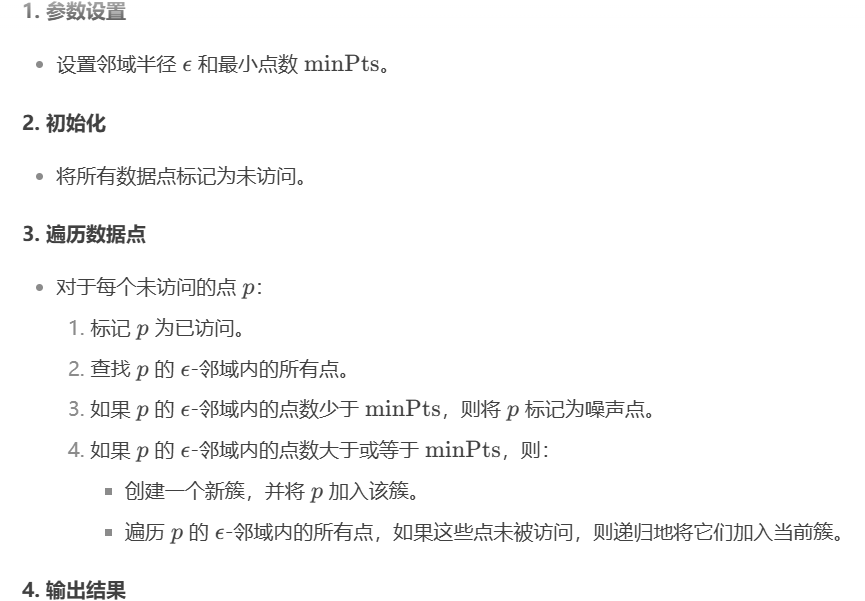 1. 参数设置
• 设置邻域半径 ϵ 和最小点数 minPts。
2. 初始化
• 将所有数据点标记为未访问。
3. 遍历数据点
• 对于每个未访问的点 p：
1. 标记 p 为已访问。
2. 查找 p 的 ϵ-邻域内的所有点。
3. 如果 p 的 ϵ-邻域内的点数少于 minPts，则将 p 标记为噪声点。
4. 如果 p 的 ϵ-邻域内的点数大于或等于 minPts，则：
▪ 创建一个新簇，并将 p 加入该簇。
▪ 遍历 p 的 ϵ-邻域内的所有点，如果这些点未被访问，则递归地将它们加入当前簇。
4. 输出结果